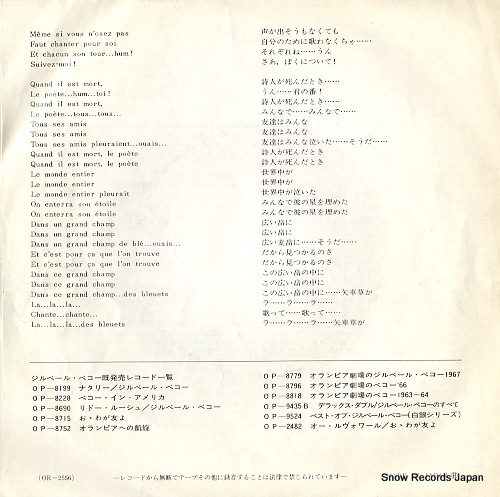 Même si vous n'osez pas
Faut chanter pour soi
Et chacun son tour...hum!
Suivez-moi!
Quand il est mort,
Le poète...hum...toi!
Quand il est mort,
Le poète...tous...tous...
Tous ses amis
Tous ses amis
Tous ses amis pleuraient...ouais...
Quand il est mort, le poète
Quand il est mort, le poète
Le monde entier
Le monde entier
Le monde entier pleurait
On enterra son étoile
On enterra son étoile
Dans un grand champ
Dans un grand champ
Dans un grand champ de blé...ouais...
Et c'est pour ça que l'on trouve
Et c'est pour ça que l'on trouve
Dans ce grand champ
Dans ce grand champ
Dans ce grand champ...des bleuets
La...la...la...
Chante...chante...
La...la...la...des bleuets
声が出そうもなくても
自分のために歌わなくちゃ……
それぞれね……うん
さあ，ぼくについて！
詩人が死んだとき……
うん……君の番！
詩人が死んだとき……
みんなで……みんなで……
友達はみんな
友達はみんな
友達はみんな泣いた……そうだ……
詩人が死んだとき
詩人が死んだとき
世界中が
世界中が
世界中が泣いた
みんなで彼の星を埋めた
みんなで彼の星を埋めた
広い畠に
広い畠に
広い麦畠に……そうだ……
だから見つかるのさ
だから見つかるのさ
この広い畠の中に
この広い畠の中に
この広い畠の中に……矢車草が
ラ……ラ……ラ……
歌って……歌って……
ラ……ラ……ラ……矢車草が
ジルベール・ベコー既発売レコード一覧
OP—8199 ナタリー/ジルベール・ベコー
OP—8228 ベコー・イン・アメリカ
OP—8690 リドー・ルージュ/ジルベール・ベコー
OP—8715 おゝわが友よ
OP—8752 オランピアへの凱旋
OP—8779 オランピア劇場のジルベール・ベコー1967
OP—8796 オランピア劇場のベコー'66
OP—8818 オランピア劇場のベコー1963〜64
OP—9435B デラックス・ダブル/ジルベール・ベコーのすべて
OP—9524 ベスト・オブ・ジルベール・ベコー(白銀シリーズ)
OP—2482 オー・ルヴォワール/おゝわが友よ
(OR-2556)
—レコードから無断でテープその他に録音することは法律で禁じられています—
Snow Records Japan